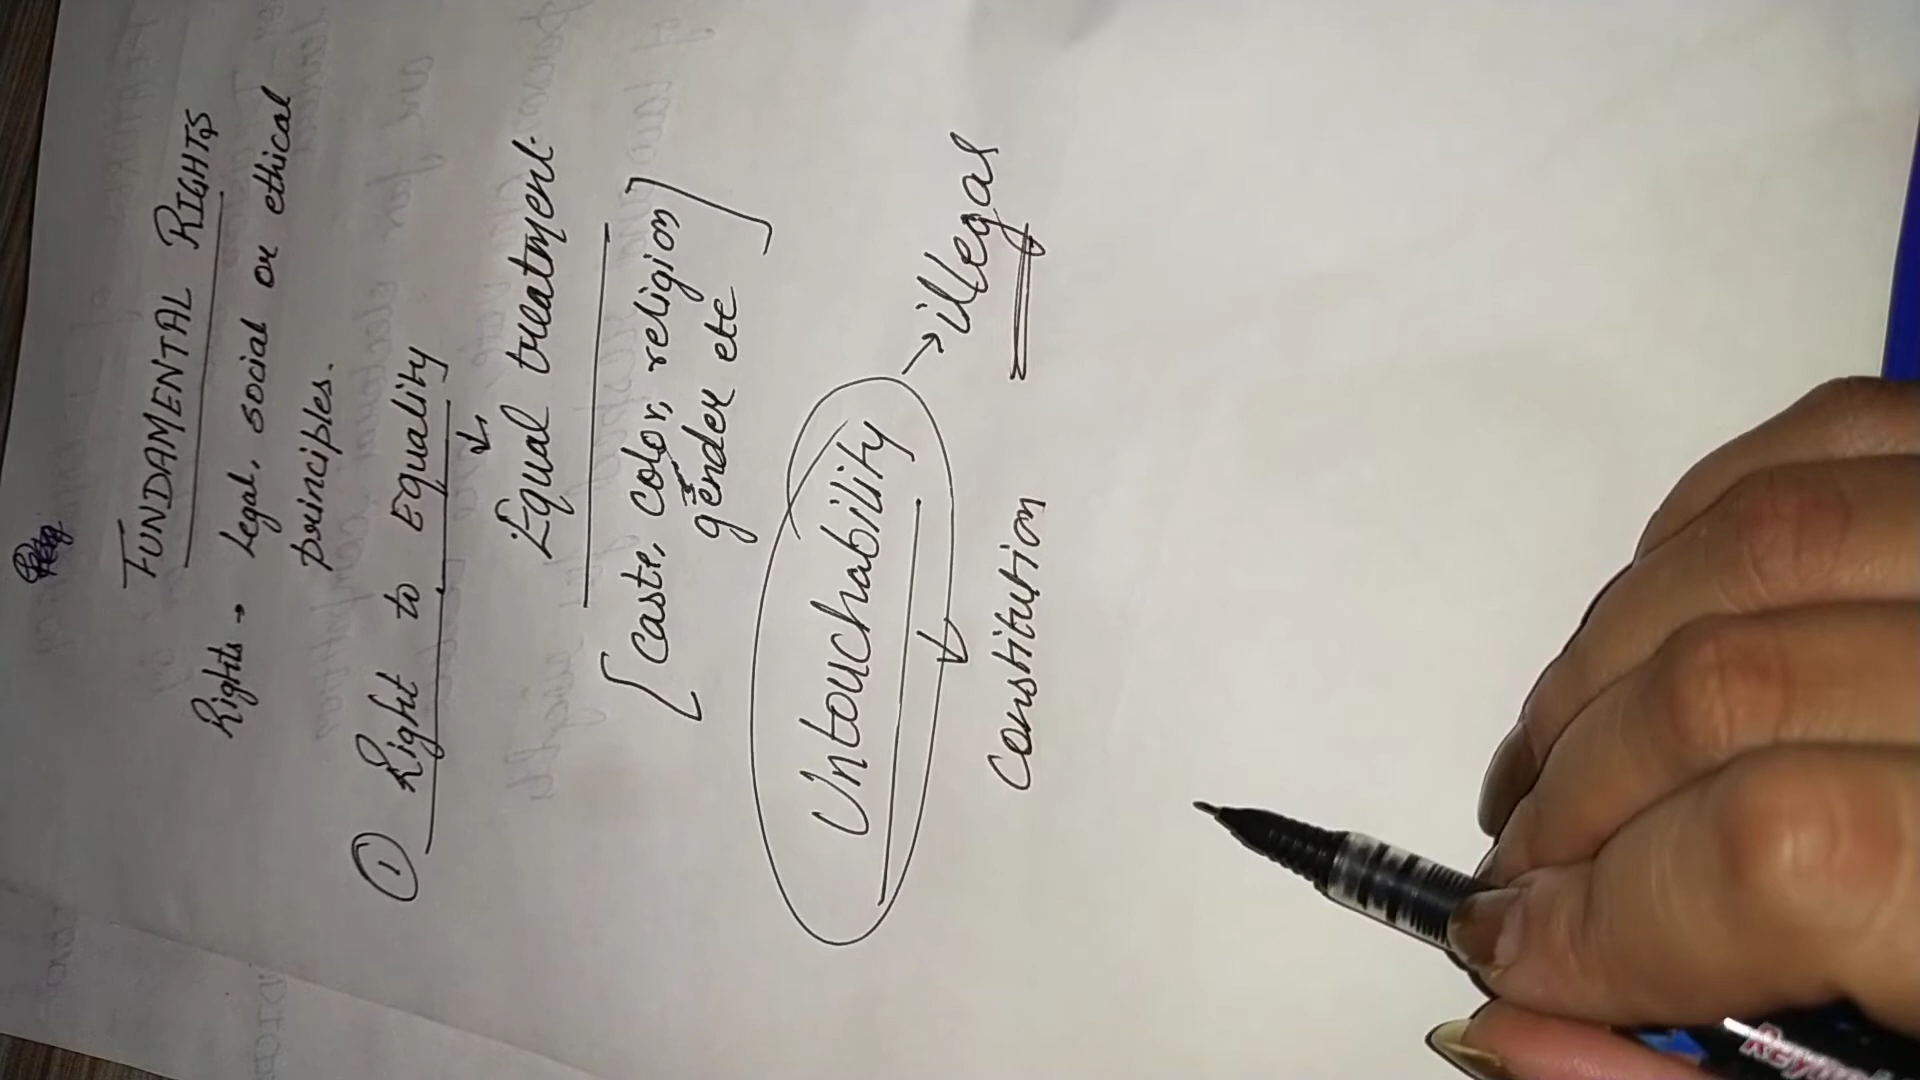 FUNDAMENTAL RIGHTS
Rights → Legal, social or ethical
principles.
① Right to Equality
↓
Equal treatment.
[Caste, color, religion
gender etc]
Untouchability → illegal
↓
Constitution